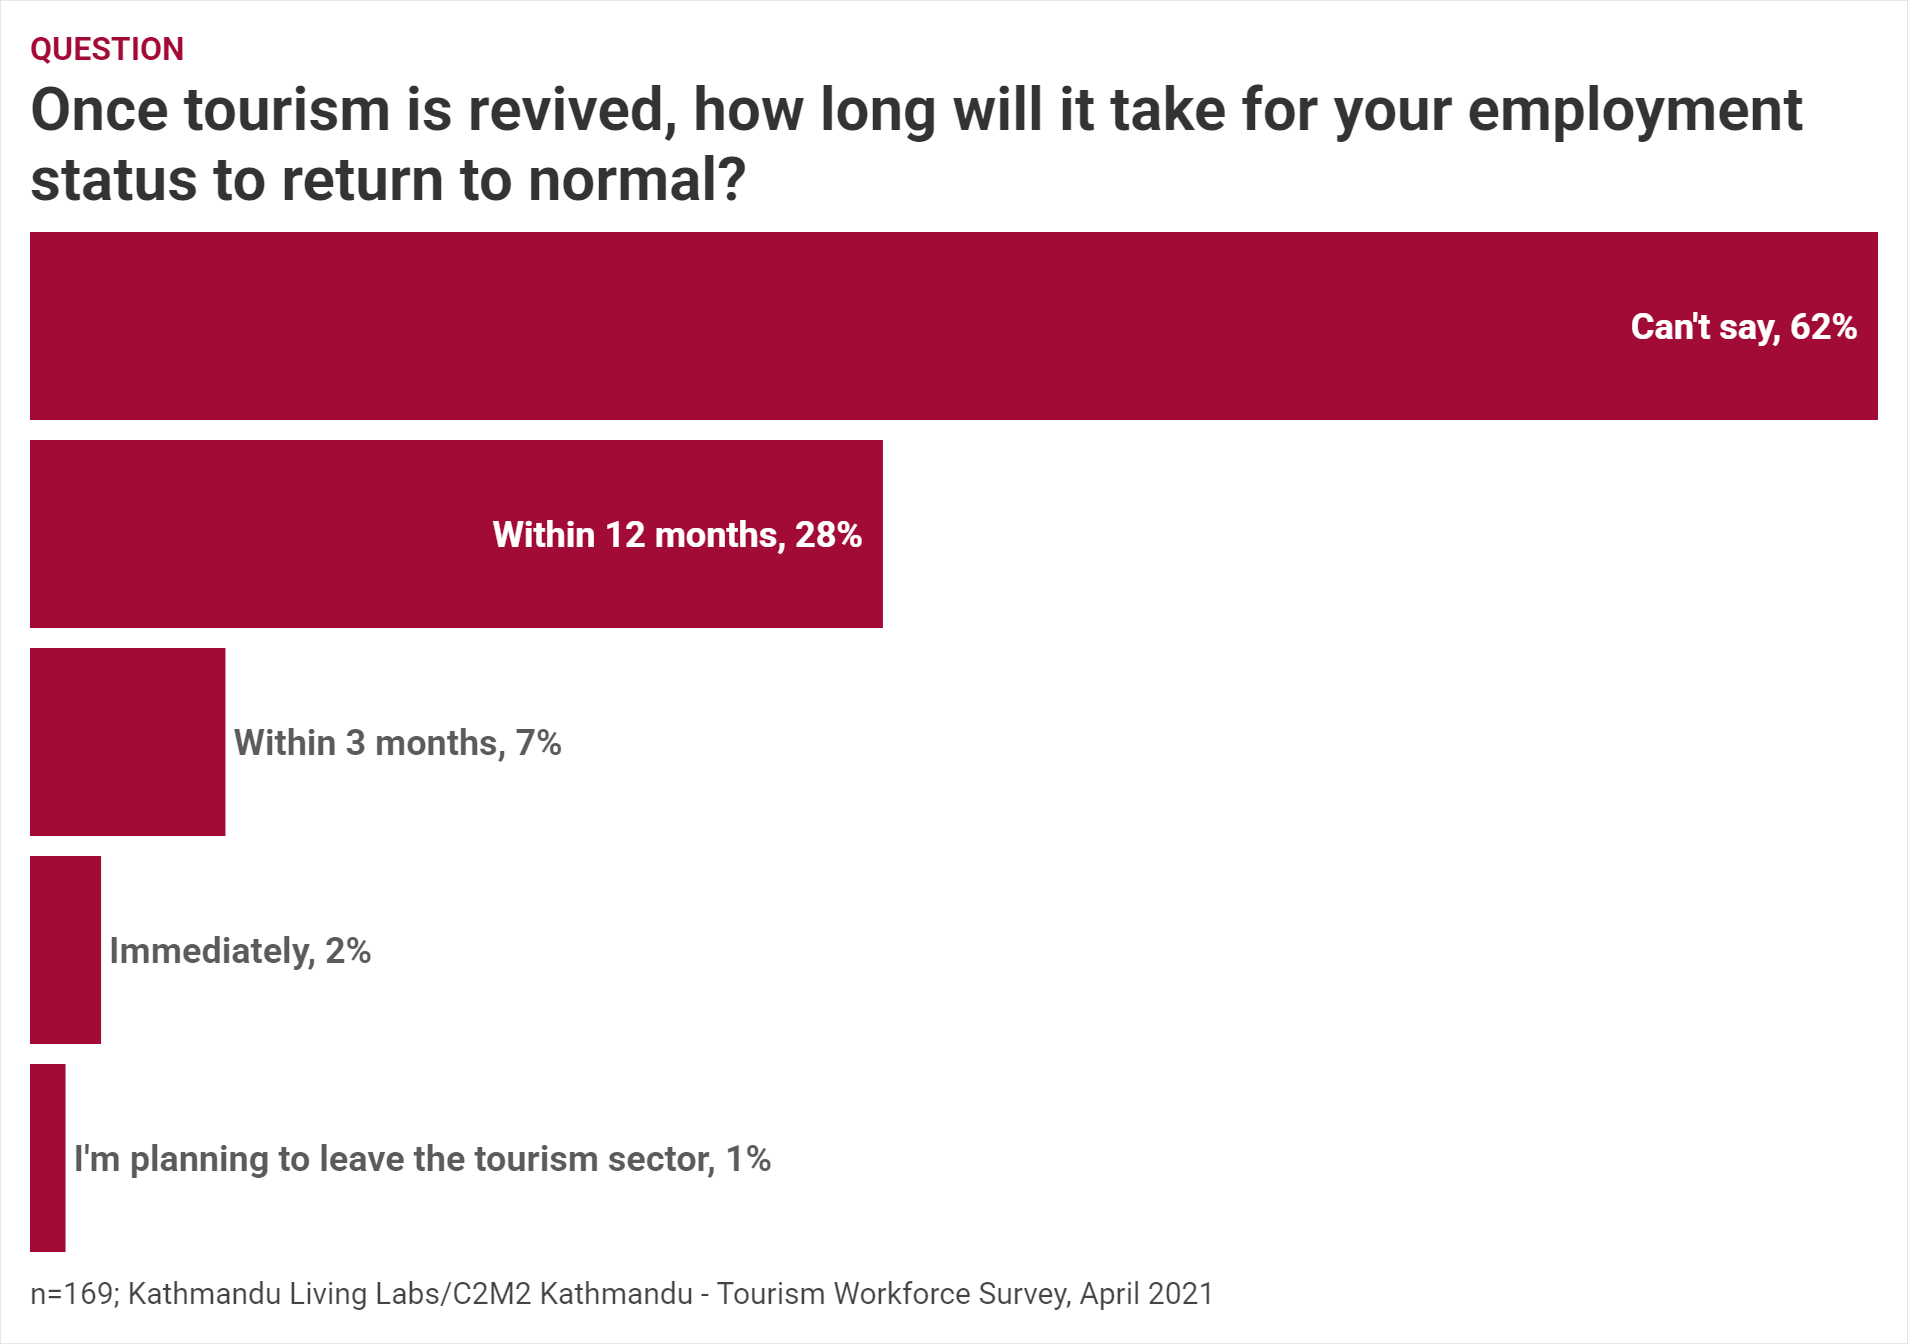 QUESTION
Once tourism is revived, how long will it take for your employment
status to return to normal?
Can't say, 62%
Within 12 months, 28%
Within 3 months, 7%
Immediately, 2%
I'm planning to leave the tourism sector, 1%
n=169; Kathmandu Living Labs/C2M2 Kathmandu - Tourism Workforce Survey, April 2021